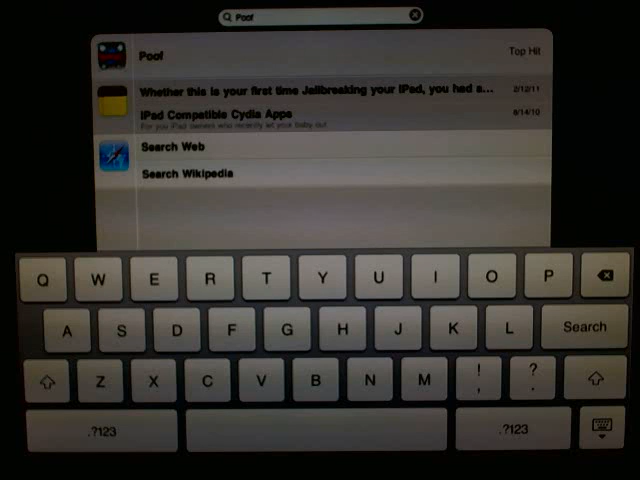 Poof
Poof
Top Hit
Whether this is your first time Jailbreaking your iPad, you had a...
2/12/11
iPad Compatible Cydia Apps
8/14/10
For you iPad owners who recently let your baby out
Search Web
Search Wikipedia
Q W E R T Y U I O P
A S D F G H J K L Search
Z X C V B N M ! , ? .
.?123 .?123